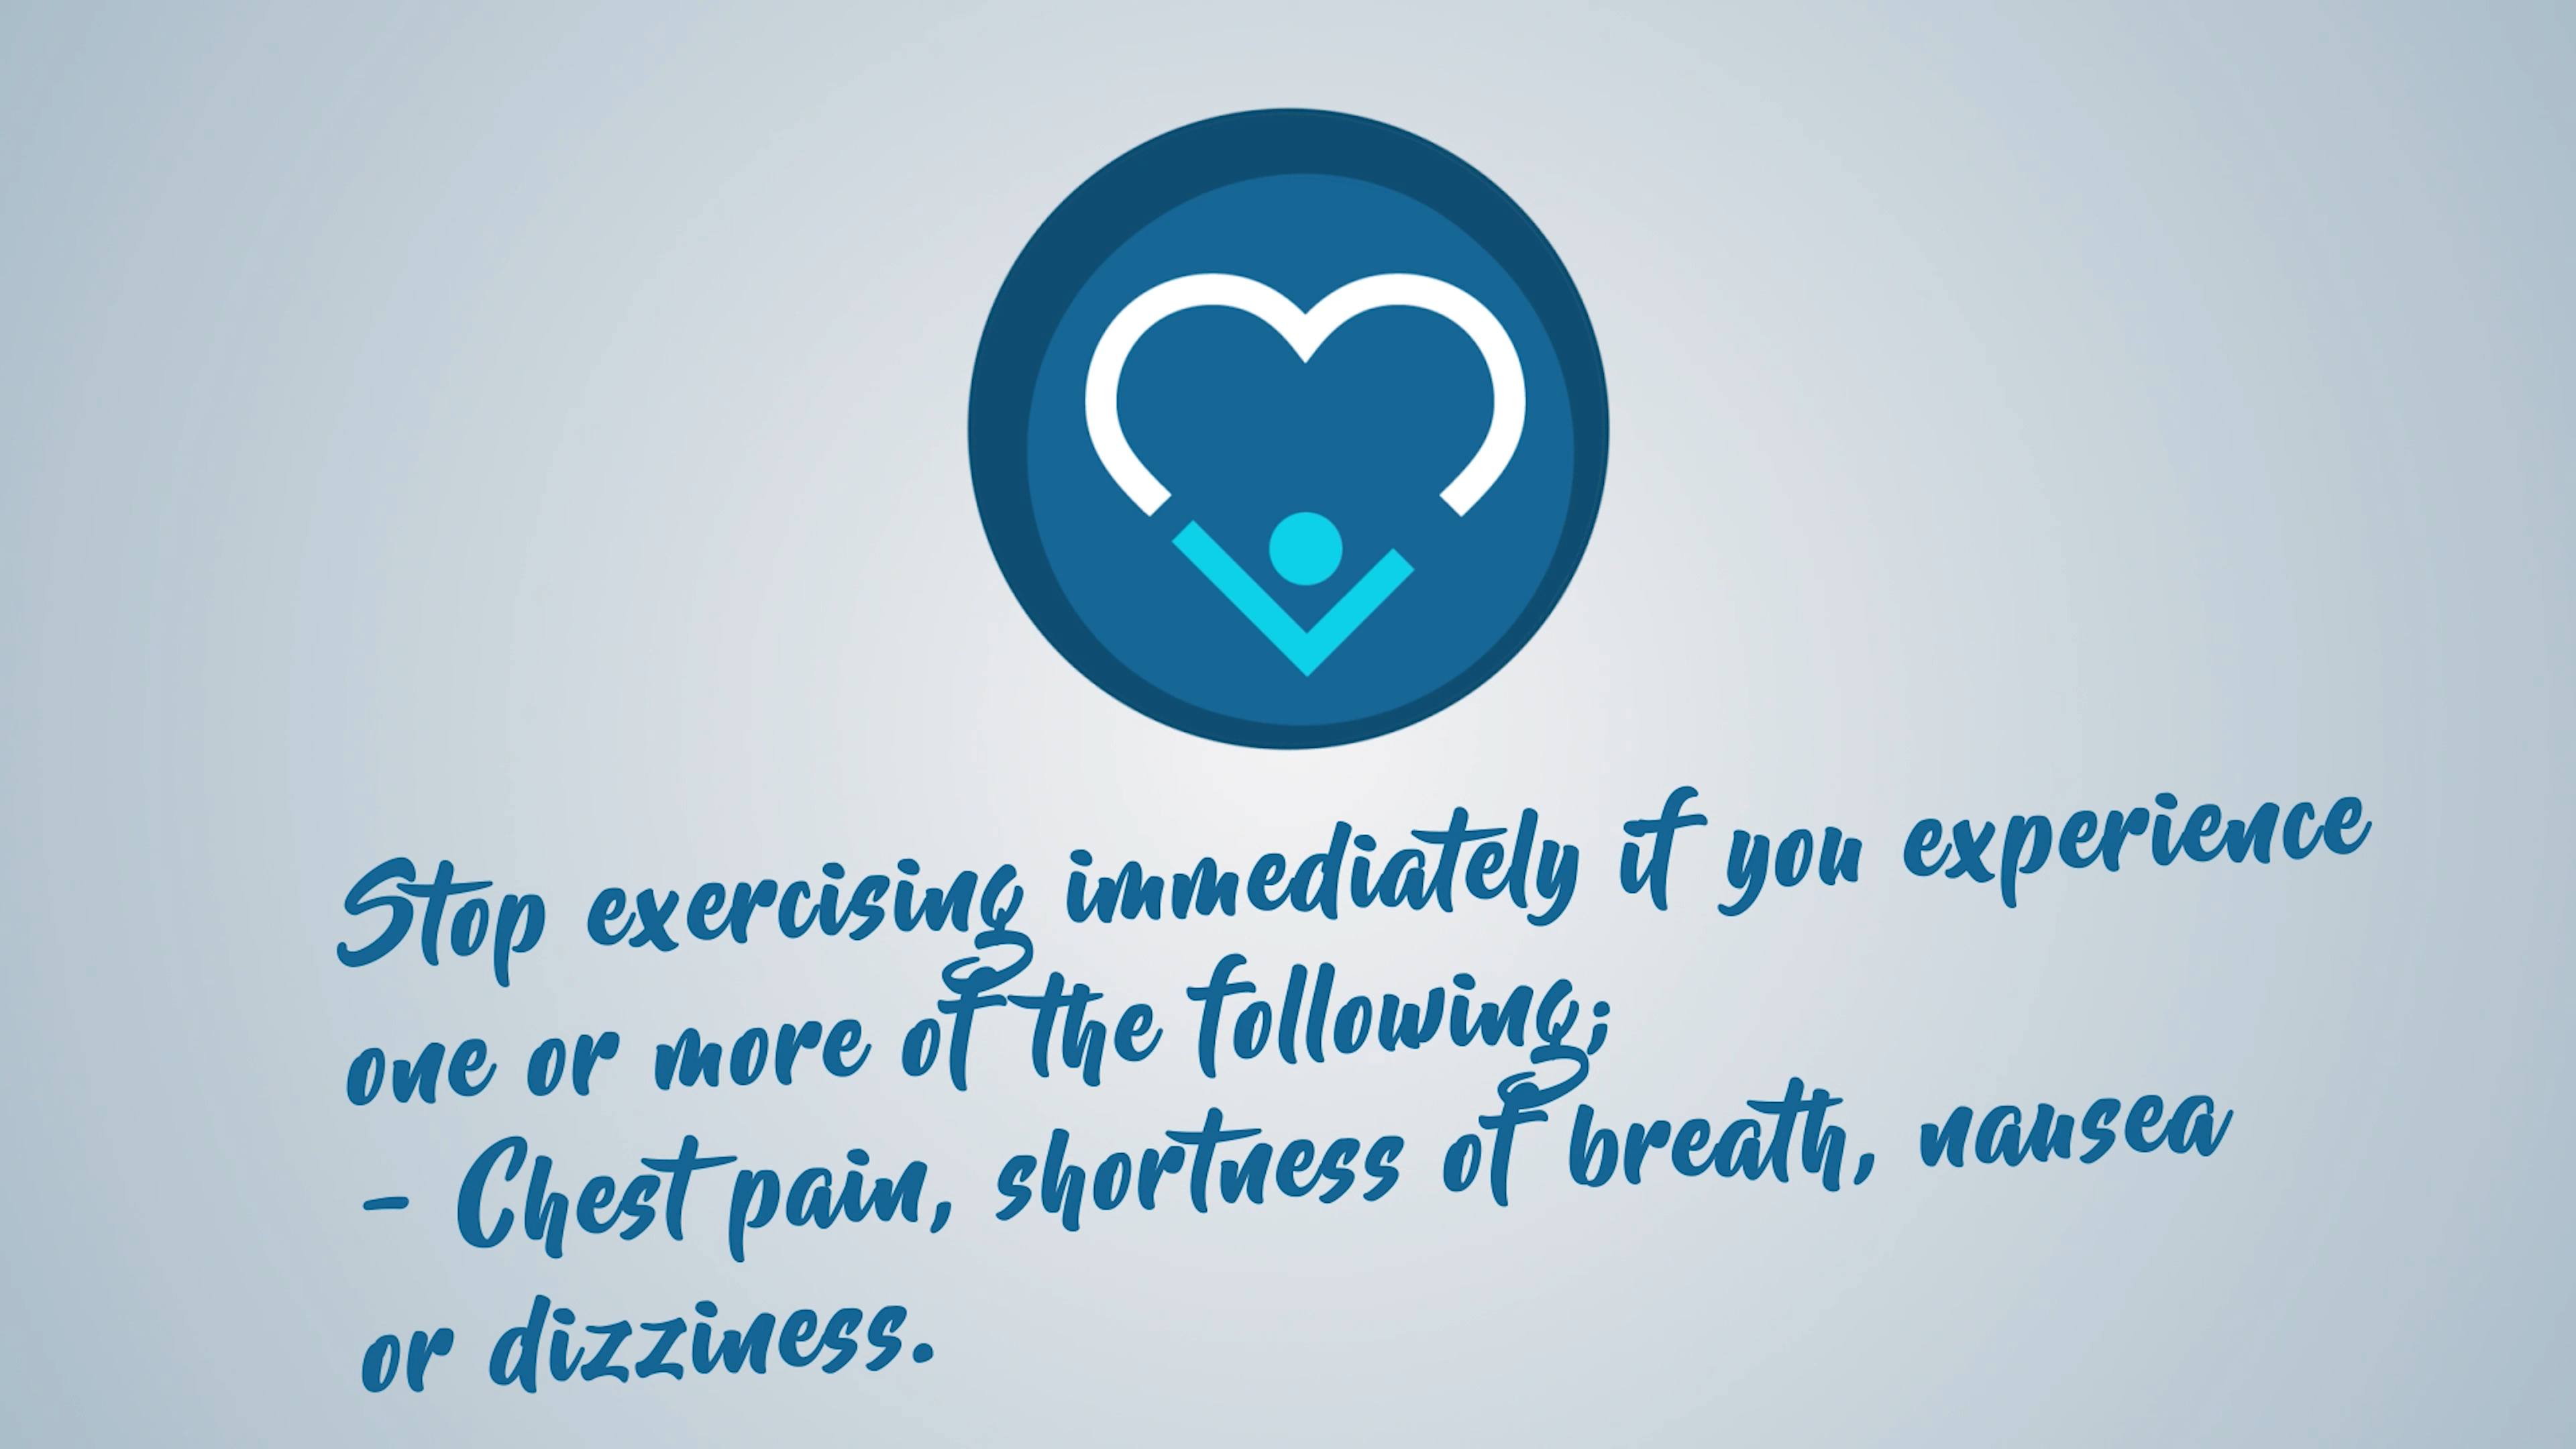 Stop exercising immediately if you experience
one or more of the following;
- Chest pain, shortness of breath, nausea
or dizziness.